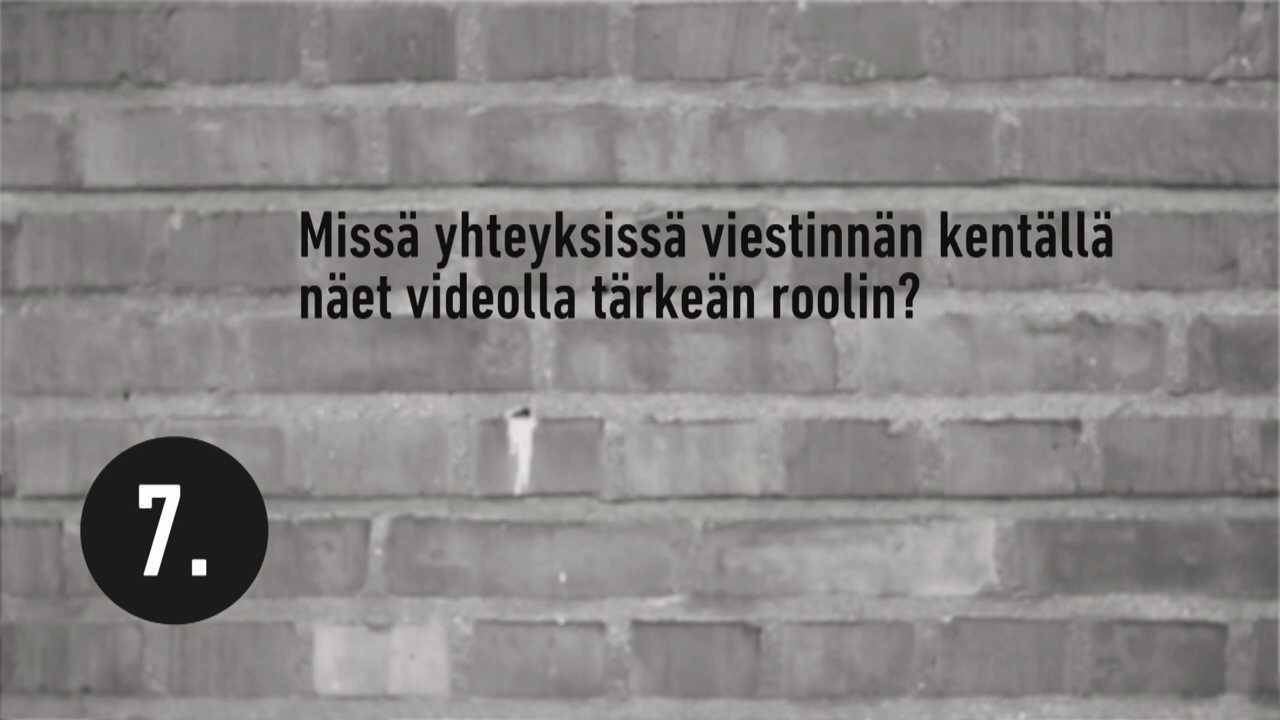 Missä yhteyksissä viestinnän kentällä
näet videolla tärkeän roolin?
7.